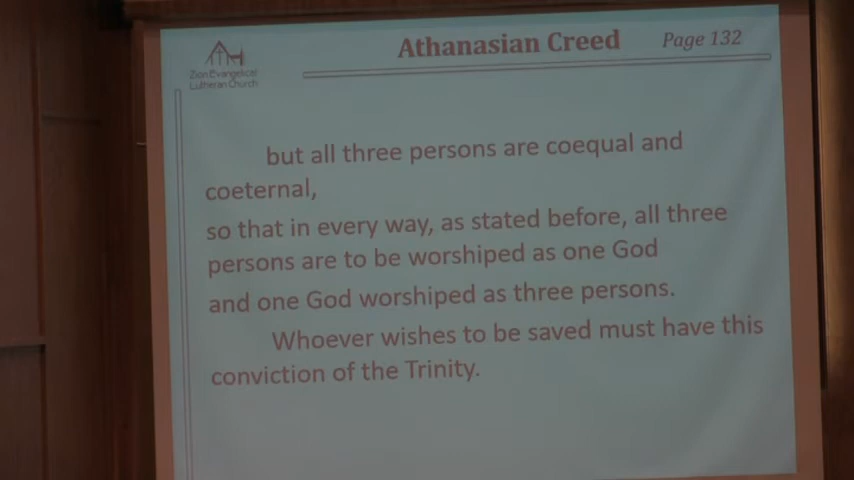 Athanasian Creed Page 132
Zion Evangelical
Lutheran Church
but all three persons are coequal and
coeternal,
so that in every way, as stated before, all three
persons are to be worshiped as one God
and one God worshiped as three persons.
Whoever wishes to be saved must have this
conviction of the Trinity.